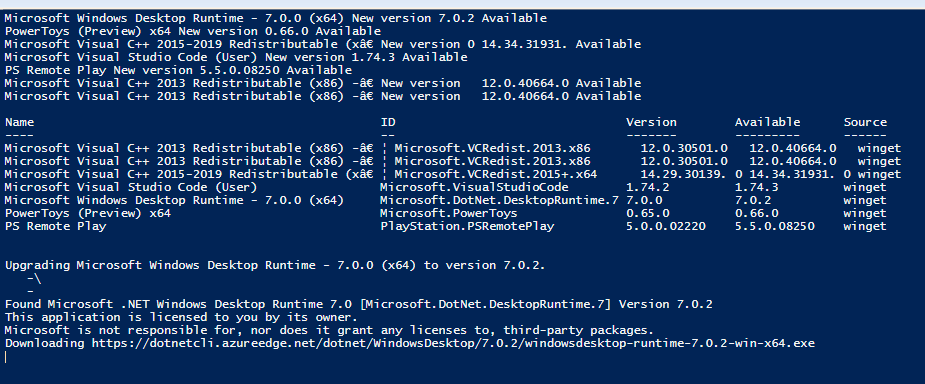 Microsoft Windows Desktop Runtime - 7.0.0 (x64) New version 7.0.2 Available
PowerToys (Preview) x64 New version 0.66.0 Available
Microsoft Visual C++ 2015-2019 Redistributable (xâ€ New version 0 14.34.31931. Available
Microsoft Visual Studio Code (User) New version 1.74.3 Available
PS Remote Play New version 5.5.0.08250 Available
Microsoft Visual C++ 2013 Redistributable (x86) -â€ New version   12.0.40664.0 Available
Microsoft Visual C++ 2013 Redistributable (x86) -â€ New version   12.0.40664.0 Available
Name ID Version Available Source
---- -- ------- --------- ------
Microsoft Visual C++ 2013 Redistributable (x86) -â€ ¦ Microsoft.VCRedist.2013.x86 12.0.30501.0 12.0.40664.0 winget
Microsoft Visual C++ 2013 Redistributable (x86) -â€ ¦ Microsoft.VCRedist.2013.x86 12.0.30501.0 12.0.40664.0 winget
Microsoft Visual C++ 2015-2019 Redistributable (xâ€ ¦ Microsoft.VCRedist.2015+.x64 14.29.30139. 0 14.34.31931. 0 winget
Microsoft Visual Studio Code (User) Microsoft.VisualStudioCode 1.74.2 1.74.3 winget
Microsoft Windows Desktop Runtime - 7.0.0 (x64) Microsoft.DotNet.DesktopRuntime.7 7.0.0 7.0.2 winget
PowerToys (Preview) x64 Microsoft.PowerToys 0.65.0 0.66.0 winget
PS Remote Play PlayStation.PSRemotePlay 5.0.0.02220 5.5.0.08250 winget
Upgrading Microsoft Windows Desktop Runtime - 7.0.0 (x64) to version 7.0.2.
-\
-
Found Microsoft .NET Windows Desktop Runtime 7.0 [Microsoft.DotNet.DesktopRuntime.7] Version 7.0.2
This application is licensed to you by its owner.
Microsoft is not responsible for, nor does it grant any licenses to, third-party packages.
Downloading https://dotnetcli.azureedge.net/dotnet/WindowsDesktop/7.0.2/windowsdesktop-runtime-7.0.2-win-x64.exe